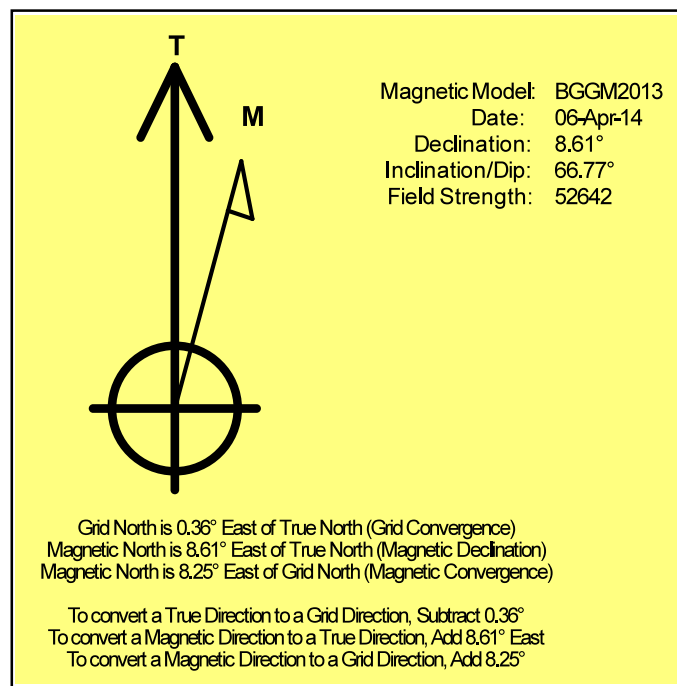 T
M
Magnetic Model: BGGM2013
Date: 06-Apr-14
Declination: 8.61°
Inclination/Dip: 66.77°
Field Strength: 52642
Grid North is 0.36° East of True North (Grid Convergence)
Magnetic North is 8.61° East of True North (Magnetic Declination)
Magnetic North is 8.25° East of Grid North (Magnetic Convergence)
To convert a True Direction to a Grid Direction, Subtract 0.36°
To convert a Magnetic Direction to a True Direction, Add 8.61° East
To convert a Magnetic Direction to a Grid Direction, Add 8.25°